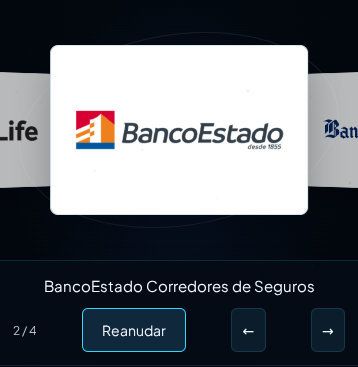 Life
BancoEstado
desde 1855
Ban
BancoEstado Corredores de Seguros
2 / 4
Reanudar
←
→